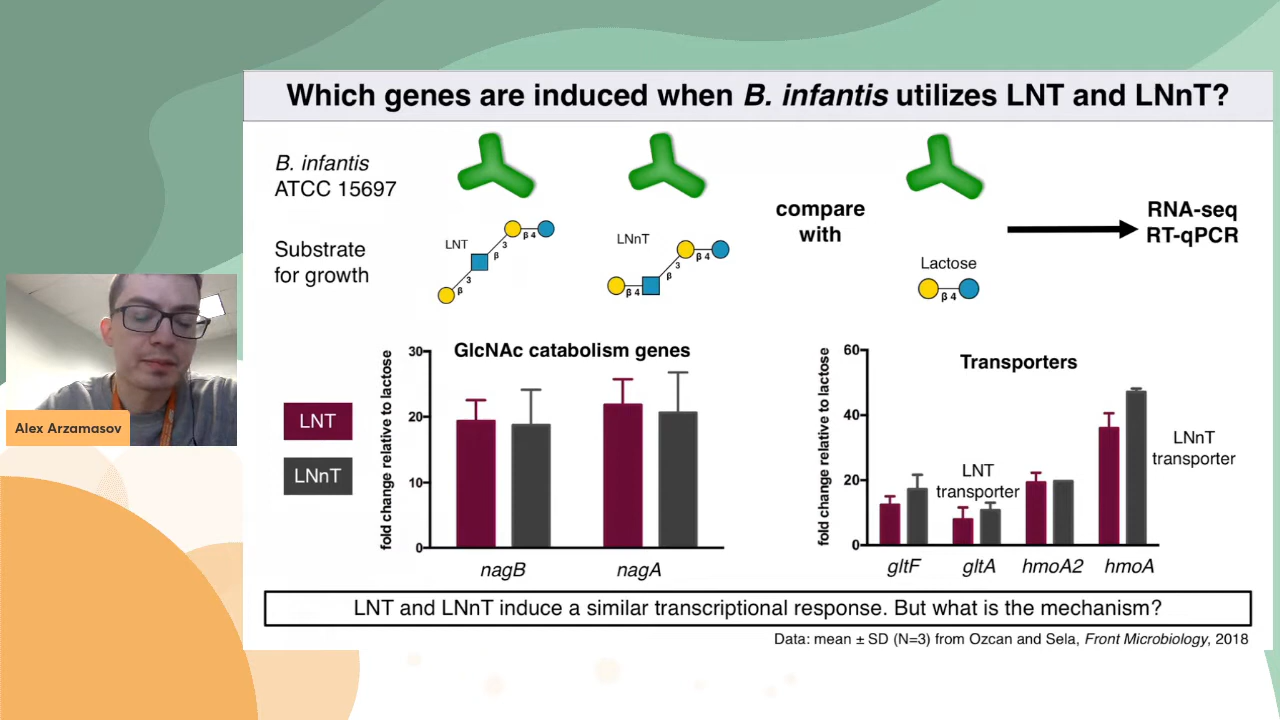 Which genes are induced when B. infantis utilizes LNT and LNnT?
B. infantis
ATCC 15697
Substrate
for growth
LNT
β 4
3
β
3
β
LNnT
β 4
3
β
β 4
compare
with
Lactose
β 4
RNA-seq
RT-qPCR
Alex Arzamasov
LNT
LNnT
GlcNAc catabolism genes
fold change relative to lactose
30
20
10
0
nagB
nagA
Transporters
fold change relative to lactose
60
40
20
0
LNT
transporter
LNnT
transporter
gltF
gltA
hmoA2
hmoA
LNT and LNnT induce a similar transcriptional response. But what is the mechanism?
Data: mean ± SD (N=3) from Ozcan and Sela, Front Microbiology, 2018